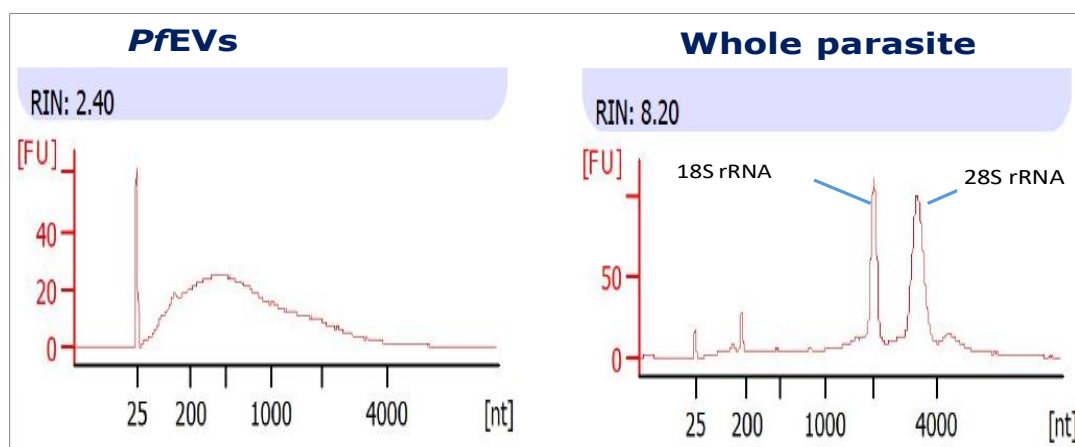 PfEVs
RIN: 2.40
[FU]
40
20
0
25 200 1000 4000 [nt]
Whole parasite
RIN: 8.20
[FU]
18S rRNA
28S rRNA
50
0
25 200 1000 4000 [nt]